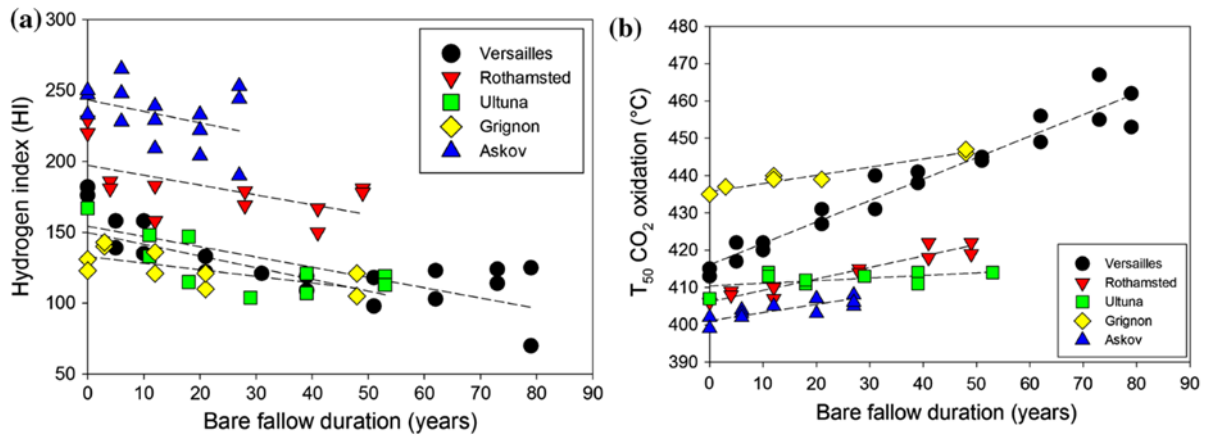 (a)
300
250
200
150
100
50
Hydrogen index (HI)
0 10 20 30 40 50 60 70 80 90
Bare fallow duration (years)
Versailles
Rothamsted
Ultuna
Grignon
Askov
(b)
480
470
460
450
440
430
420
410
400
390
T50 CO2 oxidation (°C)
0 10 20 30 40 50 60 70 80 90
Bare fallow duration (years)
Versailles
Rothamsted
Ultuna
Grignon
Askov